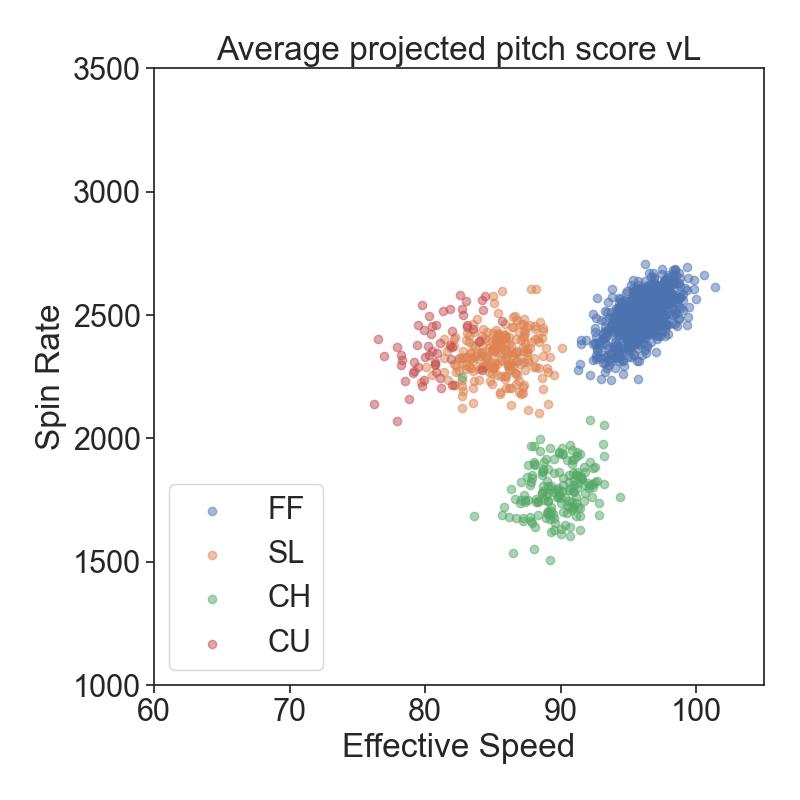 Average projected pitch score vL
3500
3000
2500
2000
1500
1000
Spin Rate
FF
SL
CH
CU
60 70 80 90 100
Effective Speed